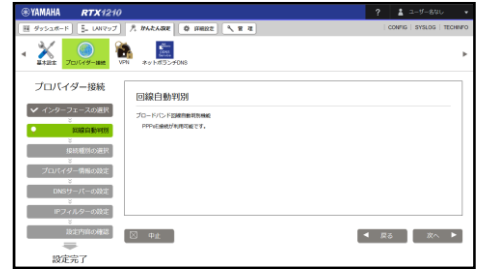 YAMAHA RTX1210
? ユーザー名なし
ダッシュボード LANマップ かんたん設定 詳細設定 管理 CONFIG SYSLOG TECHINFO
基本設定 プロバイダー接続 VPN ネットボランチDNS
プロバイダー接続
インターフェースの選択
回線自動判別
接続種別の選択
プロバイダー情報の設定
DNSサーバーの設定
IPフィルターの設定
設定内容の確認
設定完了
回線自動判別
ブロードバンド回線自動判別機能
PPPoE接続が利用可能です。
中止 戻る 次へ